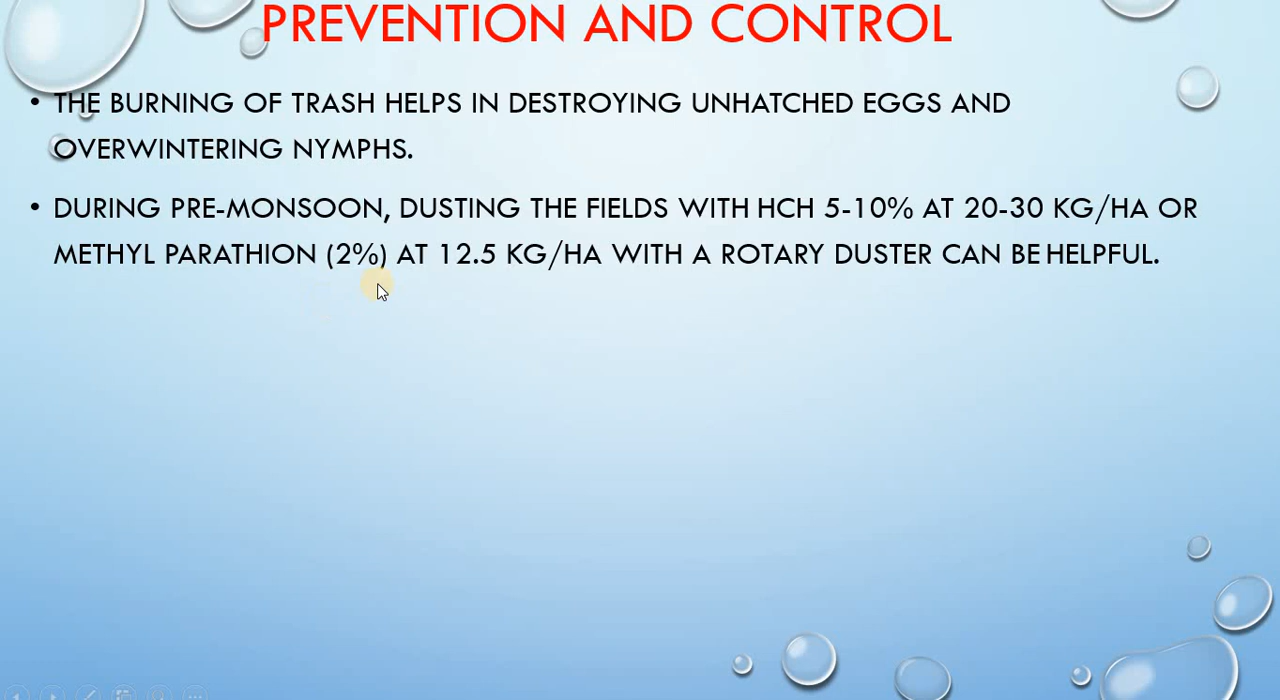 PREVENTION AND CONTROL
• THE BURNING OF TRASH HELPS IN DESTROYING UNHATCHED EGGS AND
OVERWINTERING NYMPHS.
• DURING PRE-MONSOON, DUSTING THE FIELDS WITH HCH 5-10% AT 20-30 KG/HA OR
METHYL PARATHION (2%) AT 12.5 KG/HA WITH A ROTARY DUSTER CAN BE HELPFUL.